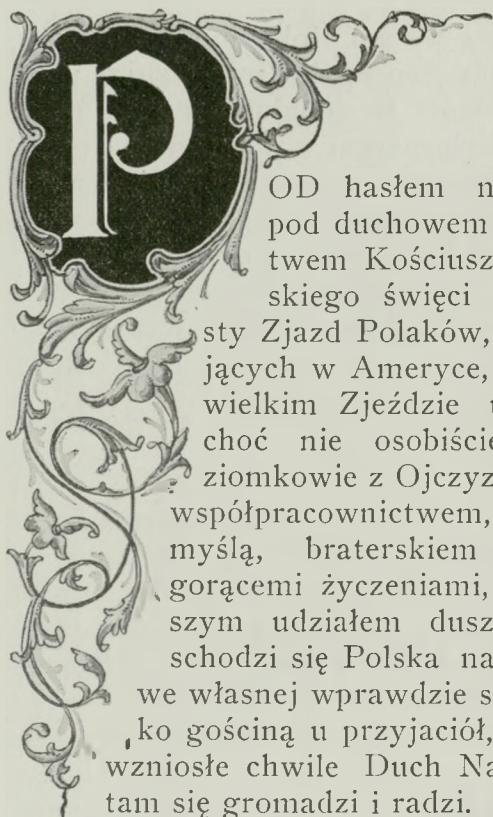 POD hasłem n
pod duchowem
twem Kościusz
skiego święci
sty Zjazd Polaków,
jących w Ameryce,
wielkim Zjeździe
choć nie osobiście
ziomkowie z Ojczyz
współpracownictwem,
myślą, braterskiem
gorącemi życzeniami,
szym udziałem dusz
schodzi się Polska na
we własnej wprawdzie s
ko gościną u przyjaciół,
wzniosłe chwile Duch Na
tam się gromadzi i radzi.